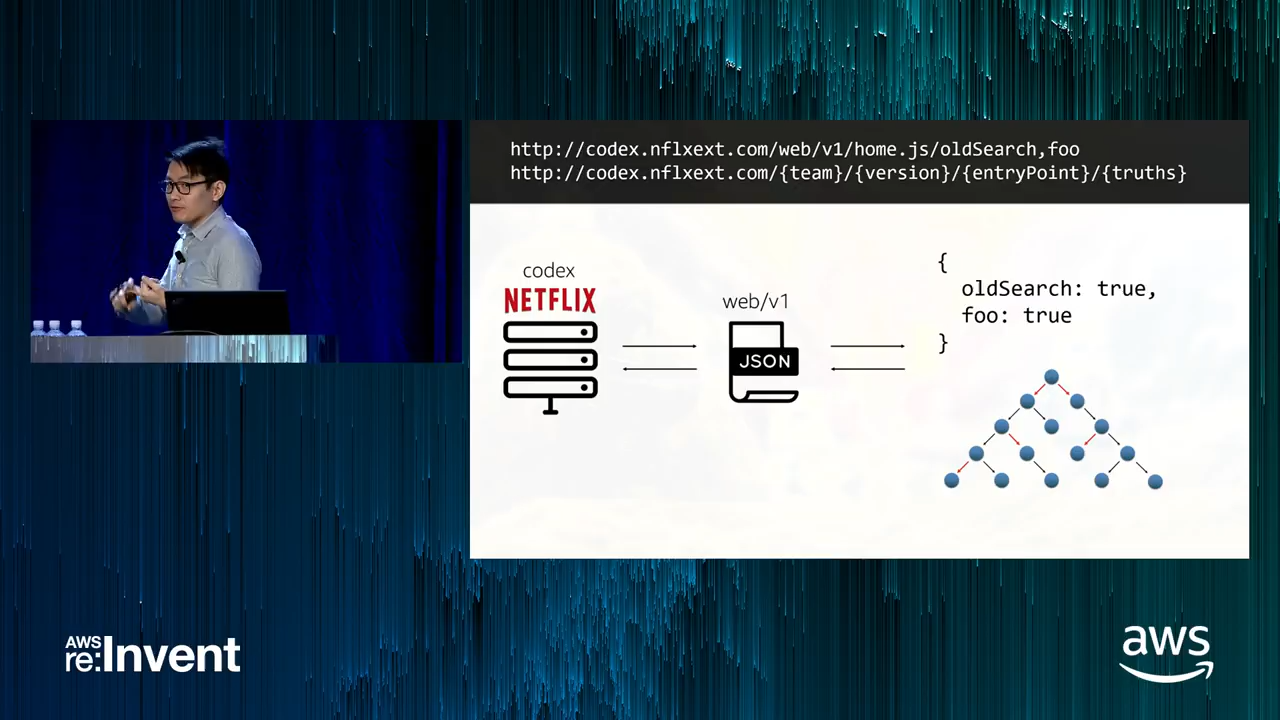 http://codex.nflxext.com/web/v1/home.js/oldSearch,foo
http://codex.nflxext.com/{team}/{version}/{entryPoint}/{truths}
codex
NETFLIX
web/v1
JSON
{
oldSearch: true,
foo: true
}
AWS
re:Invent
aws